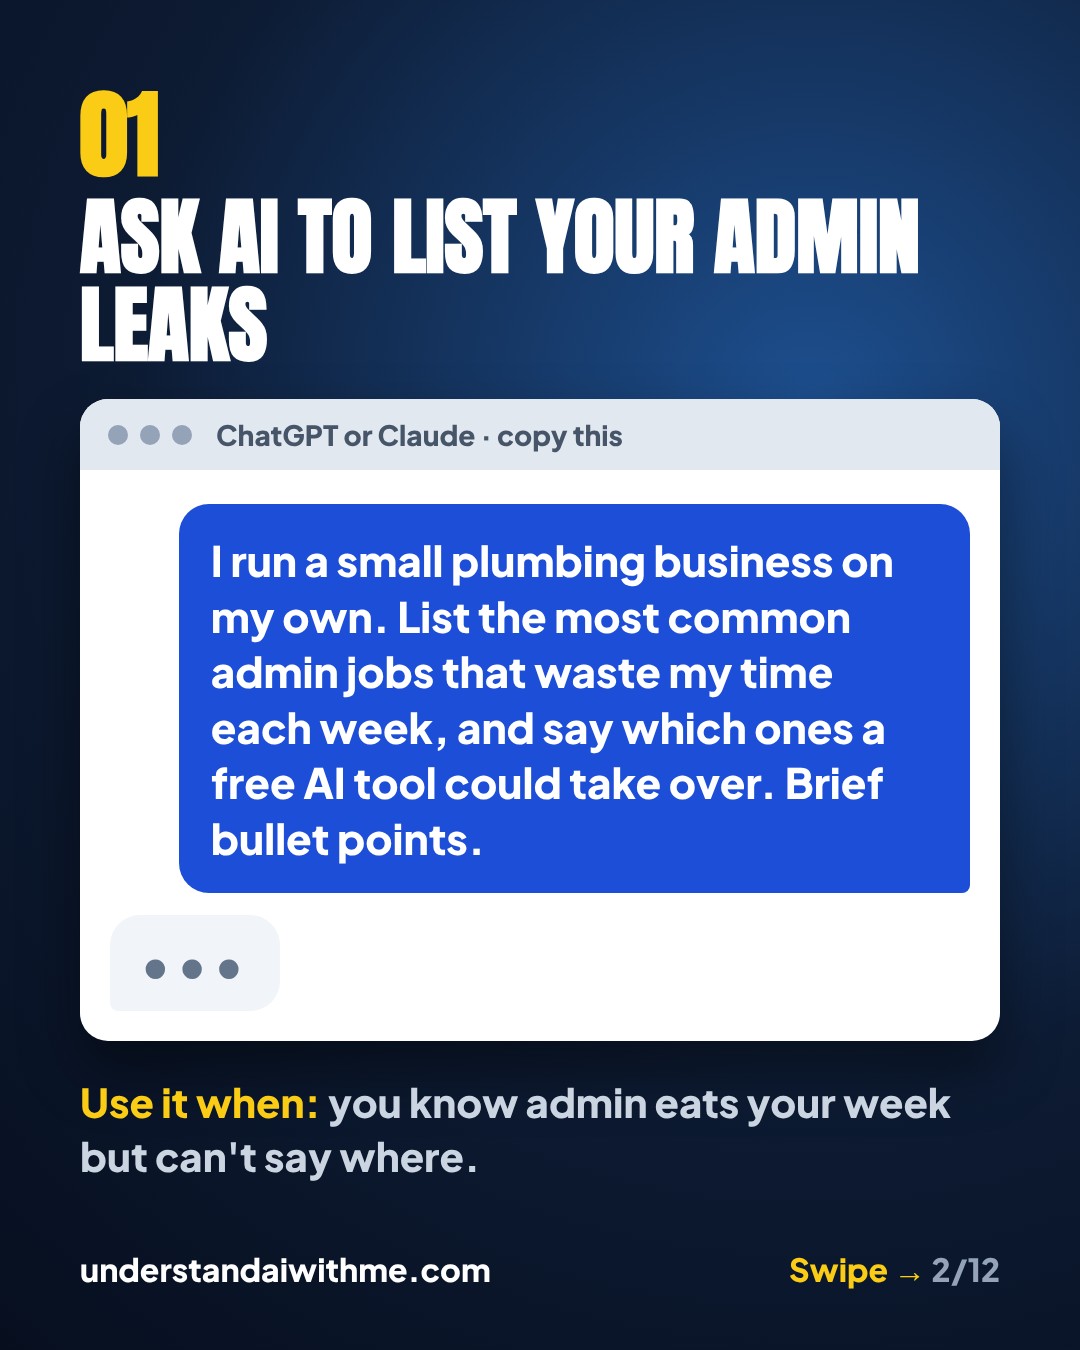 01
ASK AI TO LIST YOUR ADMIN
LEAKS
ChatGPT or Claude · copy this
I run a small plumbing business on
my own. List the most common
admin jobs that waste my time
each week, and say which ones a
free AI tool could take over. Brief
bullet points.
Use it when: you know admin eats your week
but can't say where.
understandaiwithme.com
Swipe → 2/12